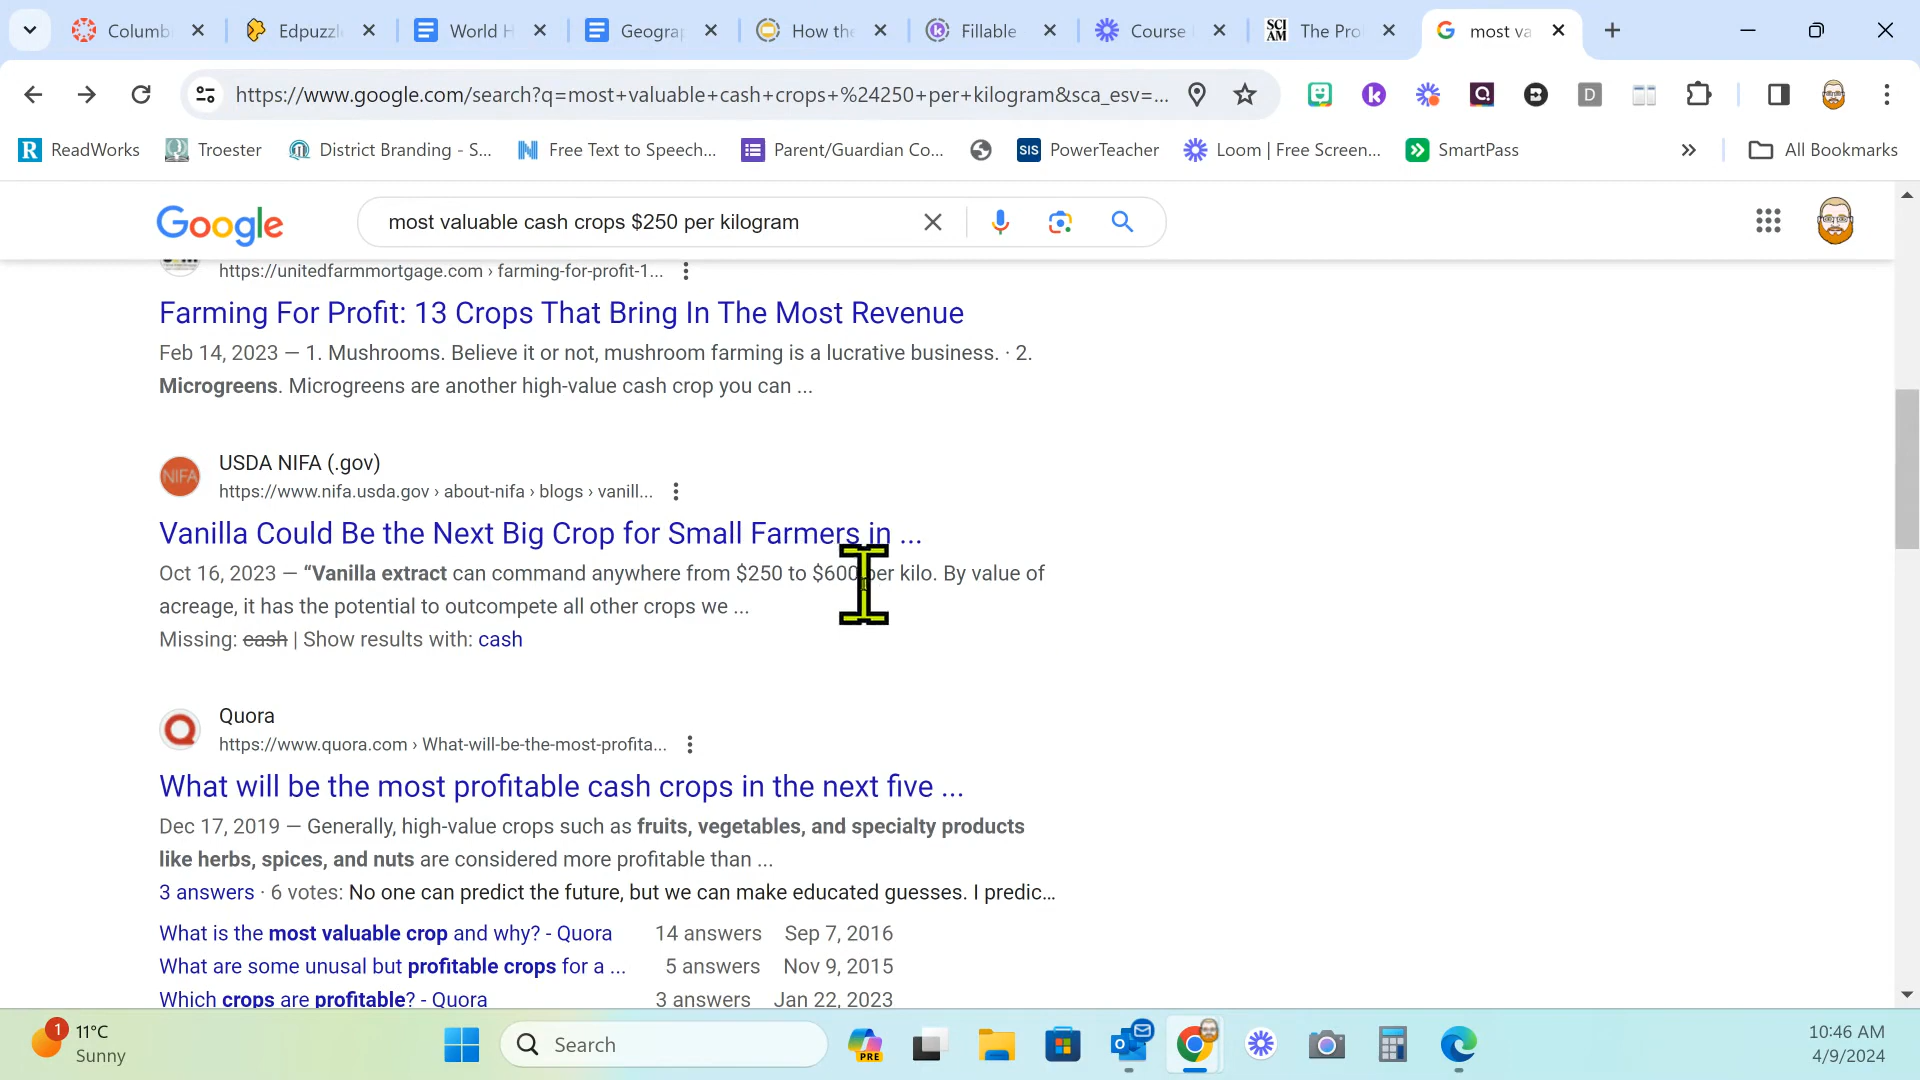 Columb
Edpuzzl
World H
Geogra
How the
Fillable
Course
SCI AM
The Pro
most va
https://www.google.com/search?q=most+valuable+cash+crops+%24250+per+kilogram&sca_esv=...
ReadWorks
Troester
District Branding - S...
Free Text to Speech...
Parent/Guardian Co...
SIS
PowerTeacher
Loom | Free Screen...
SmartPass
All Bookmarks
Google
most valuable cash crops $250 per kilogram
https://unitedfarmmortgage.com › farming-for-profit-1...
Farming For Profit: 13 Crops That Bring In The Most Revenue
Feb 14, 2023 — 1. Mushrooms. Believe it or not, mushroom farming is a lucrative business. · 2.
Microgreens. Microgreens are another high-value cash crop you can ...
NIFA
USDA NIFA (.gov)
https://www.nifa.usda.gov › about-nifa › blogs › vanill...
Vanilla Could Be the Next Big Crop for Small Farmers in ...
Oct 16, 2023 — “Vanilla extract can command anywhere from $250 to $600 per kilo. By value of
acreage, it has the potential to outcompete all other crops we ...
Missing: cash | Show results with: cash
Quora
https://www.quora.com › What-will-be-the-most-profita...
What will be the most profitable cash crops in the next five ...
Dec 17, 2019 — Generally, high-value crops such as fruits, vegetables, and specialty products
like herbs, spices, and nuts are considered more profitable than ...
3 answers · 6 votes: No one can predict the future, but we can make educated guesses. I predic...
What is the most valuable crop and why? - Quora 14 answers Sep 7, 2016
What are some unusal but profitable crops for a ... 5 answers Nov 9, 2015
Which crops are profitable? - Quora 3 answers Jan 22, 2023
1
11°C
Sunny
Search
PRE
10:46 AM
4/9/2024